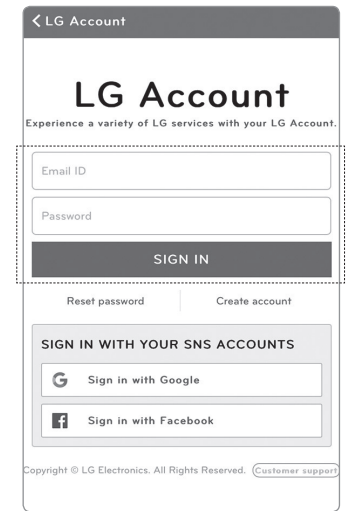 LG Account
LG Account
Experience a variety of LG services with your LG Account.
Email ID
Password
SIGN IN
Reset password Create account
SIGN IN WITH YOUR SNS ACCOUNTS
G Sign in with Google
f Sign in with Facebook
Copyright © LG Electronics. All Rights Reserved. Customer support